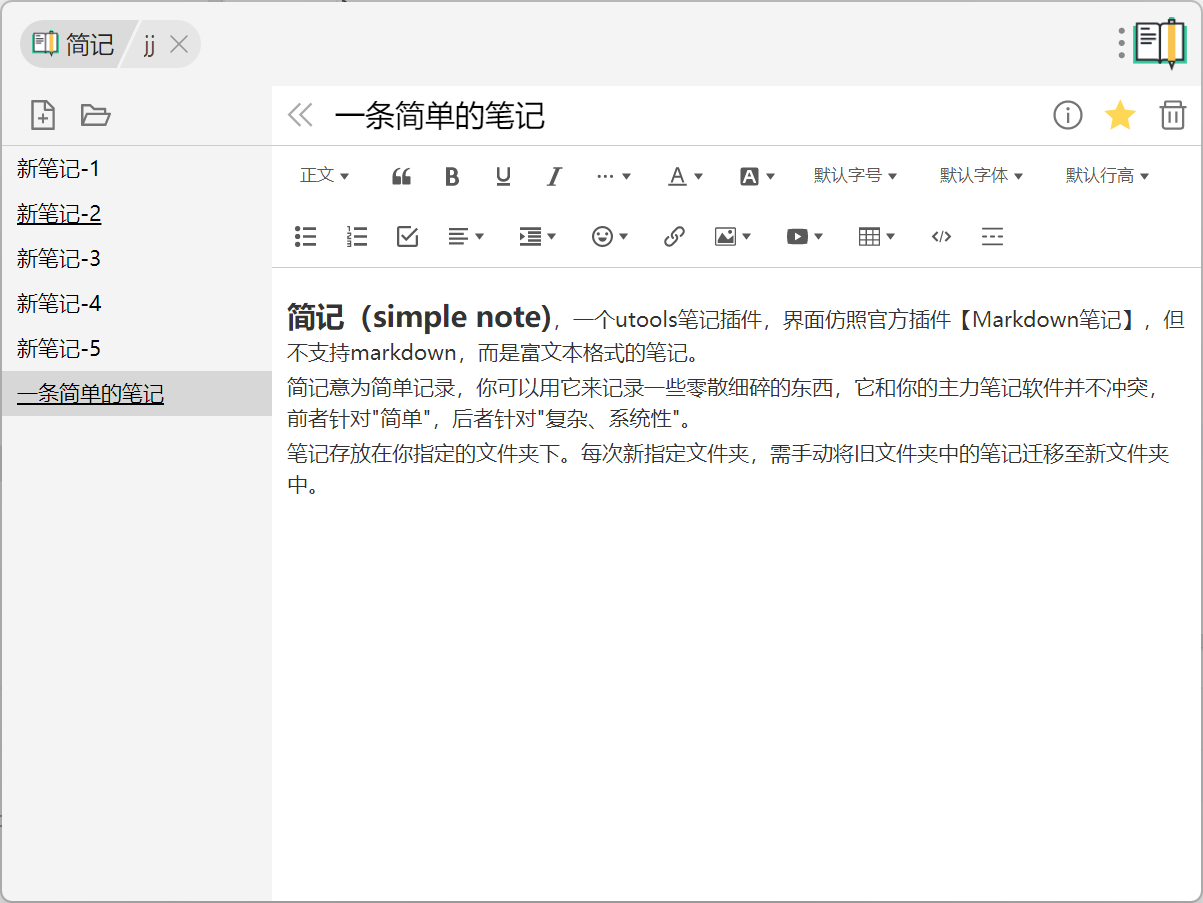 简记 jj
一条简单的笔记
新笔记-1
新笔记-2
新笔记-3
新笔记-4
新笔记-5
一条简单的笔记
正文 B U I ... A A 默认字号 默认字体 默认行高
简记（simple note)，一个utools笔记插件，界面仿照官方插件【Markdown笔记】，但
不支持markdown，而是富文本格式的笔记。
简记意为简单记录，你可以用它来记录一些零散细碎的东西，它和你的主力笔记软件并不冲突，
前者针对"简单"，后者针对"复杂、系统性"。
笔记存放在你指定的文件夹下。每次新指定文件夹，需手动将旧文件夹中的笔记迁移至新文件夹
中。